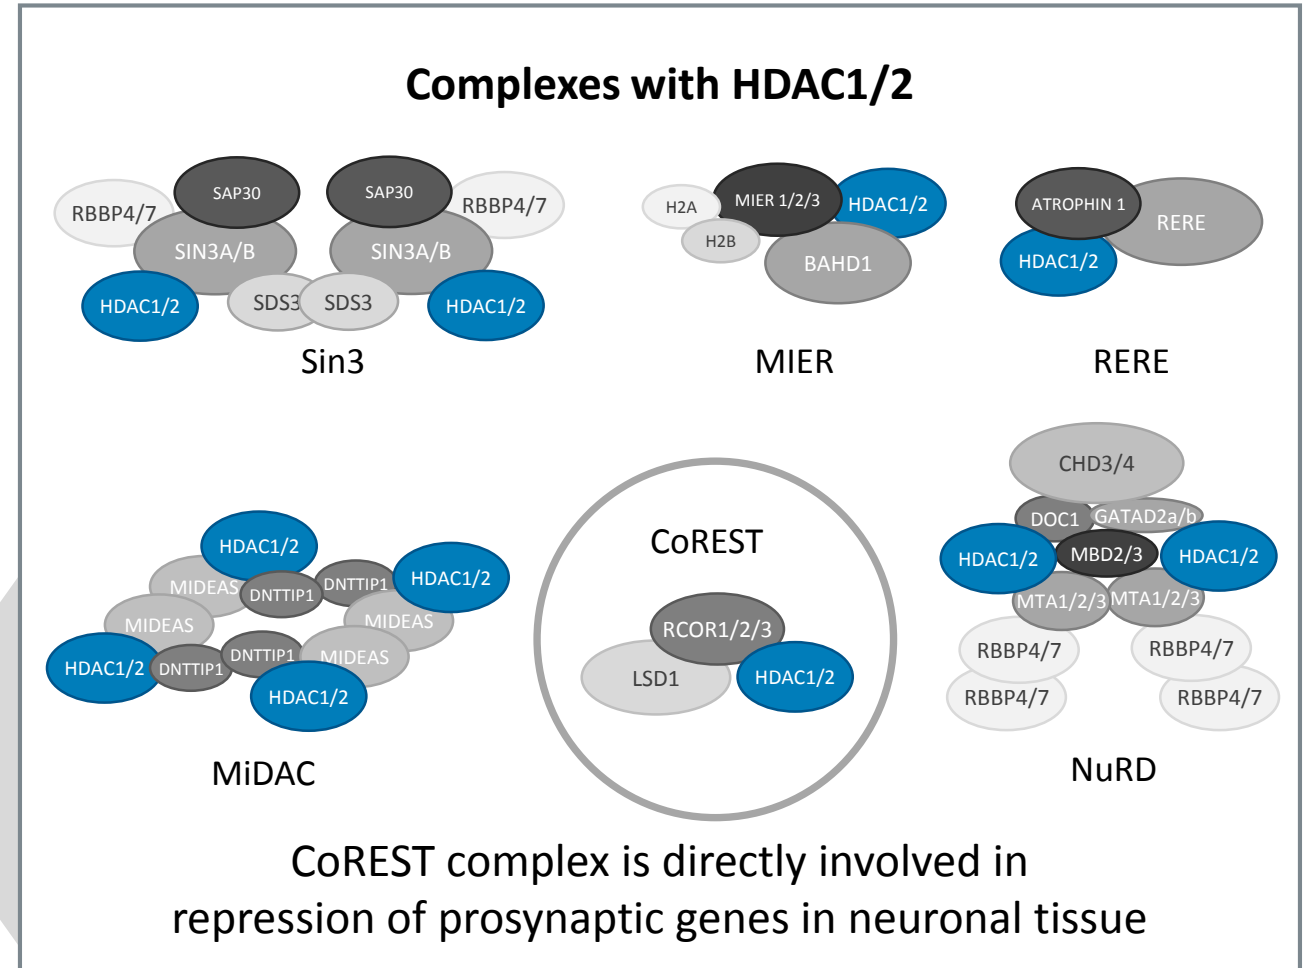 Complexes with HDAC1/2
SAP30
SAP30
RBBP4/7
RBBP4/7
SIN3A/B
SIN3A/B
HDAC1/2
SDS3
SDS3
HDAC1/2
Sin3
H2A
MIER 1/2/3
HDAC1/2
H2B
BAHD1
MIER
ATROPHIN 1
RERE
HDAC1/2
RERE
HDAC1/2
HDAC1/2
MIDEAS
DNTTIP1
DNTTIP1
MIDEAS
MIDEAS
DNTTIP1
MIDEAS
HDAC1/2
DNTTIP1
HDAC1/2
MiDAC
CoREST
RCOR1/2/3
LSD1
HDAC1/2
CHD3/4
DOC1
GATAD2a/b
HDAC1/2
MBD2/3
HDAC1/2
MTA1/2/3
MTA1/2/3
RBBP4/7
RBBP4/7
RBBP4/7
RBBP4/7
NuRD
CoREST complex is directly involved in
repression of prosynaptic genes in neuronal tissue